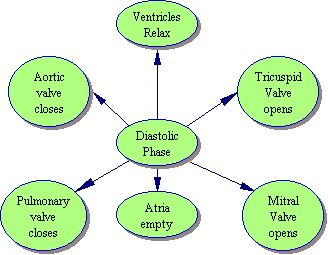 Ventricles
Relax
Aortic
valve
closes
Tricuspid
Valve
opens
Diastolic
Phase
Pulmonary
valve
closes
Atria
empty
Mitral
Valve
opens